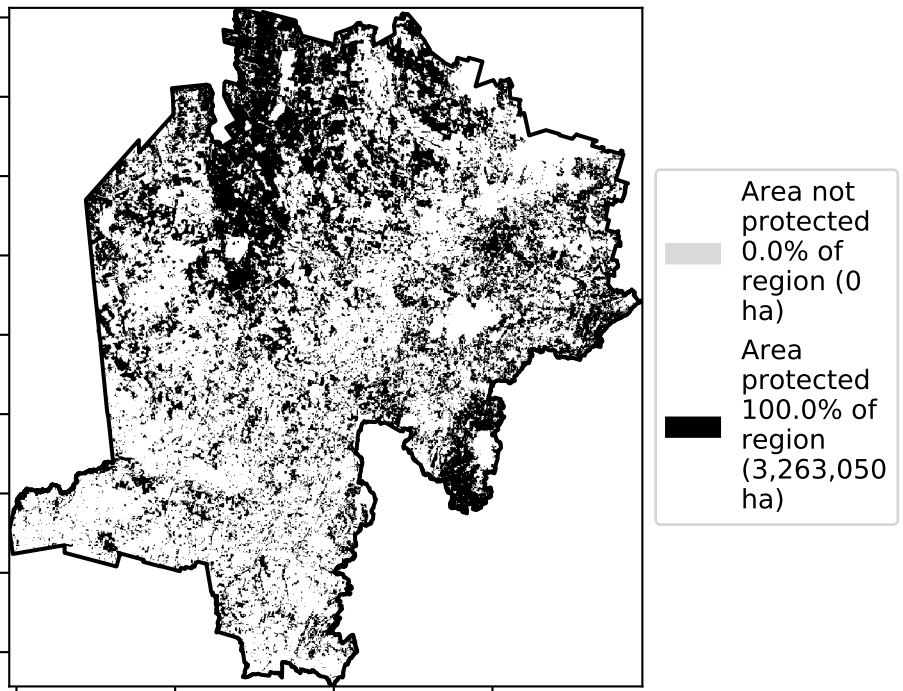 Area not
protected
0.0% of
region (0
ha)
Area
protected
100.0% of
region
(3,263,050
ha)